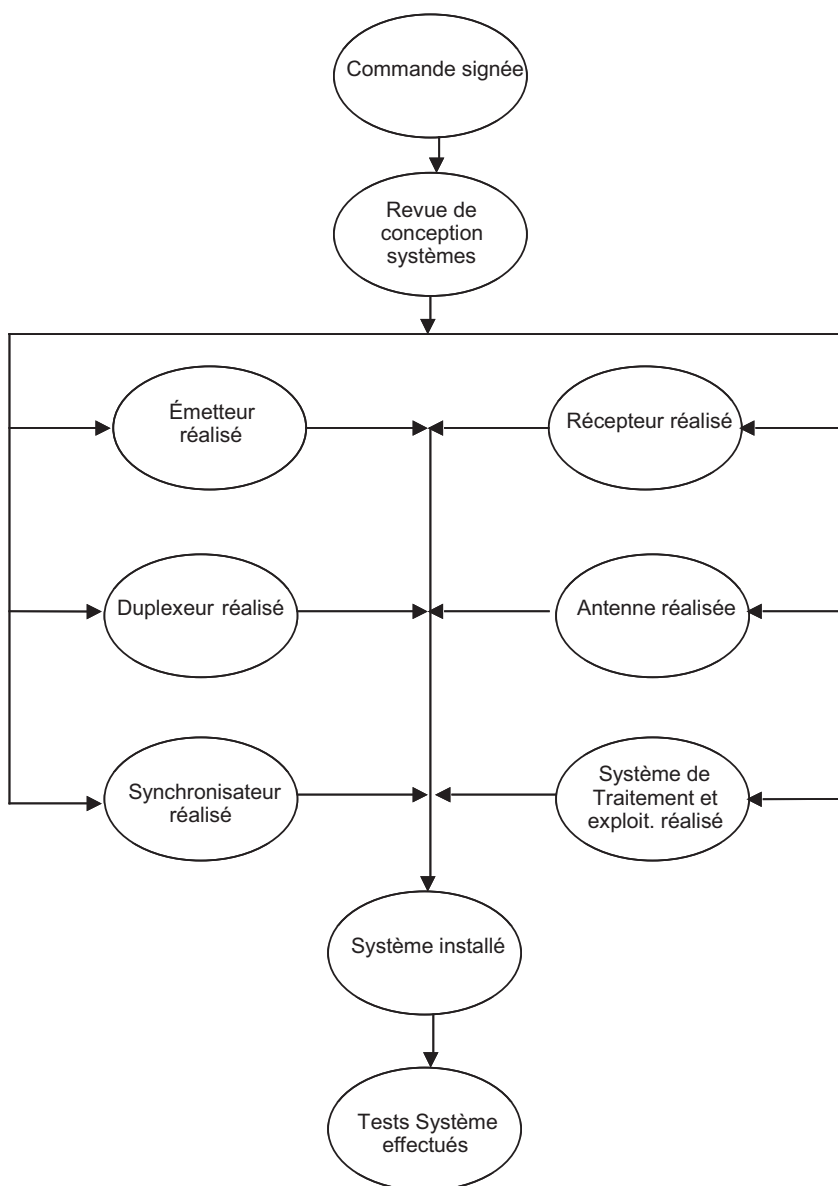 Commande signée
Revue de
conception
systèmes
Émetteur
réalisé
Récepteur réalisé
Duplexeur réalisé
Antenne réalisée
Synchronisateur
réalisé
Système de
Traitement et
exploit. réalisé
Système installé
Tests Système
effectués